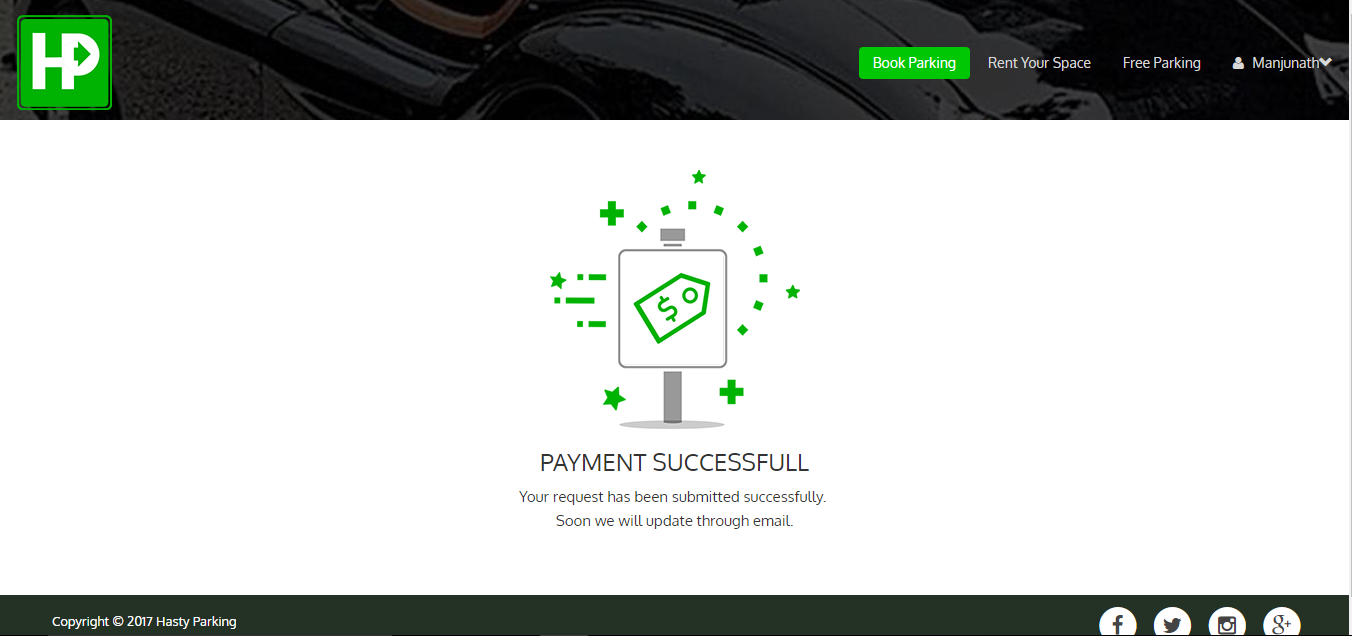 HP
Book Parking
Rent Your Space
Free Parking
Manjunath
$
PAYMENT SUCCESSFULL
Your request has been submitted successfully.
Soon we will update through email.
Copyright © 2017 Hasty Parking